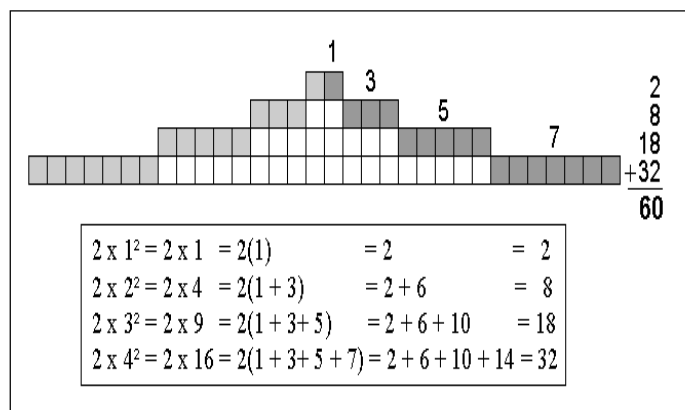 1
3
5
7
2
8
18
+32
60
2 x 1² = 2 x 1 = 2(1) = 2 = 2
2 x 2² = 2 x 4 = 2(1 + 3) = 2 + 6 = 8
2 x 3² = 2 x 9 = 2(1 + 3+ 5) = 2 + 6 + 10 = 18
2 x 4² = 2 x 16 = 2(1 + 3+ 5 + 7) = 2 + 6 + 10 + 14 = 32